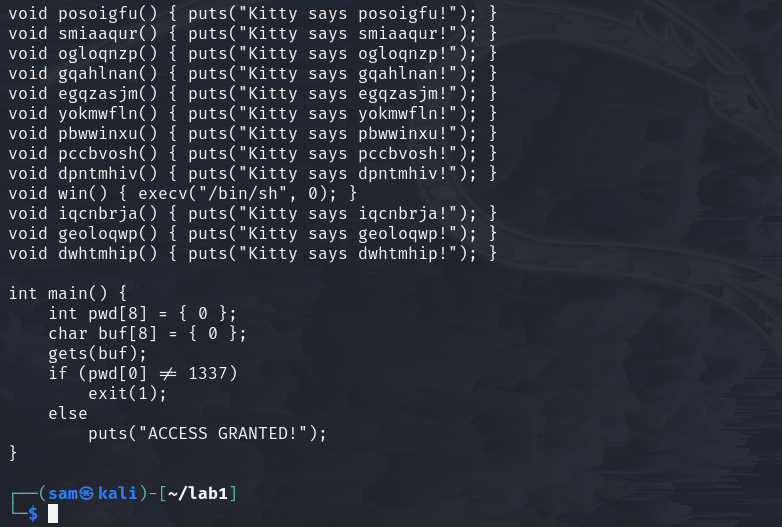 void posoigfu() { puts("Kitty says posoigfu!"); }
void smiaaqur() { puts("Kitty says smiaaqur!"); }
void ogloqnzp() { puts("Kitty says ogloqnzp!"); }
void gqahlnan() { puts("Kitty says gqahlnan!"); }
void egqzasjm() { puts("Kitty says egqzasjm!"); }
void yokmwfln() { puts("Kitty says yokmwfln!"); }
void pbwwinxu() { puts("Kitty says pbwwinxu!"); }
void pccbvosh() { puts("Kitty says pccbvosh!"); }
void dpntmhiv() { puts("Kitty says dpntmhiv!"); }
void win() { execv("/bin/sh", 0); }
void iqcnbrja() { puts("Kitty says iqcnbrja!"); }
void geoloqwp() { puts("Kitty says geoloqwp!"); }
void dwhtmhip() { puts("Kitty says dwhtmhip!"); }
int main() {
    int pwd[8] = { 0 };
    char buf[8] = { 0 };
    gets(buf);
    if (pwd[0] ≠ 1337)
        exit(1);
    else
        puts("ACCESS GRANTED!");
}
┌──(sam㉿kali)-[~/lab1]
└─$